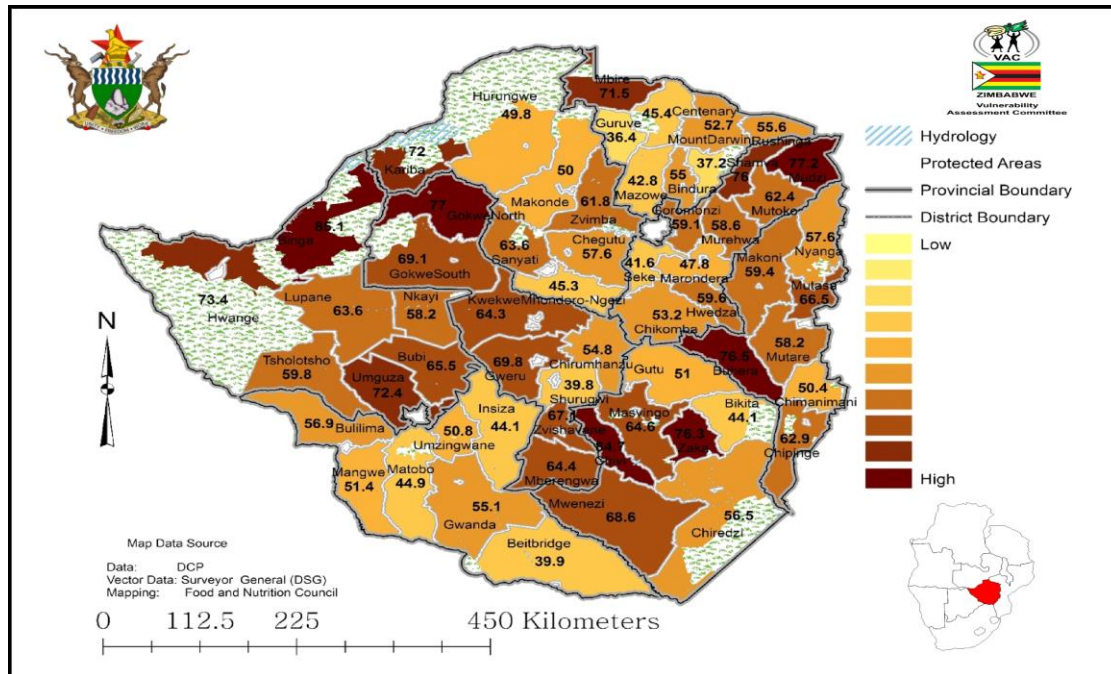 VAC
ZIMBABWE
Vulnerability
Assessment Committee
Hydrology
Protected Areas
Provincial Boundary
District Boundary
Low
High
Mbire
71.5
Hurungwe
49.8
Guruve
36.4
45.4
Centenary
52.7
MountDarwin
55.6
Rushinga
72
Kariba
37.2
Shamva
76
77.2
Mudzi
50
Makonde
42.8
Mazowe
55
Bindura
62.4
Mutoko
77
GokweNorth
61.8
Zvimba
Goromonzi
59.1
58.6
Murehwa
85.1
Binga
63.6
Sanyati
Chegutu
57.6
57.6
Nyanga
69.1
GokweSouth
41.6
Seke
47.8
Marondera
Makoni
59.4
Mutasa
66.5
73.4
Hwange
Lupane
63.6
Nkayi
58.2
45.3
KwekweMhondoro-Ngezi
64.3
59.6
Hwedza
53.2
Chikomba
58.2
Mutare
Tsholotsho
59.8
Bubi
65.5
Umguza
72.4
69.8
Gweru
54.8
Chirumhanzu
76.5
Buhera
Gutu
51
50.4
Chimanimani
39.8
Shurugwi
Insiza
44.1
Masvingo
64.6
Bikita
44.1
56.9
Bulilima
50.8
Umzingwane
67.1
Zvishavane
76.3
Zaka
62.9
Chipinge
84.7
Mangwe
51.4
Matobo
44.9
64.4
Mberengwa
55.1
Gwanda
Mwenezi
68.6
56.5
Chiredzi
Beitbridge
39.9
N
Map Data Source
Data: DCP
Vector Data: Surveyor General (DSG)
Mapping: Food and Nutrition Council
0 112.5 225 450 Kilometers